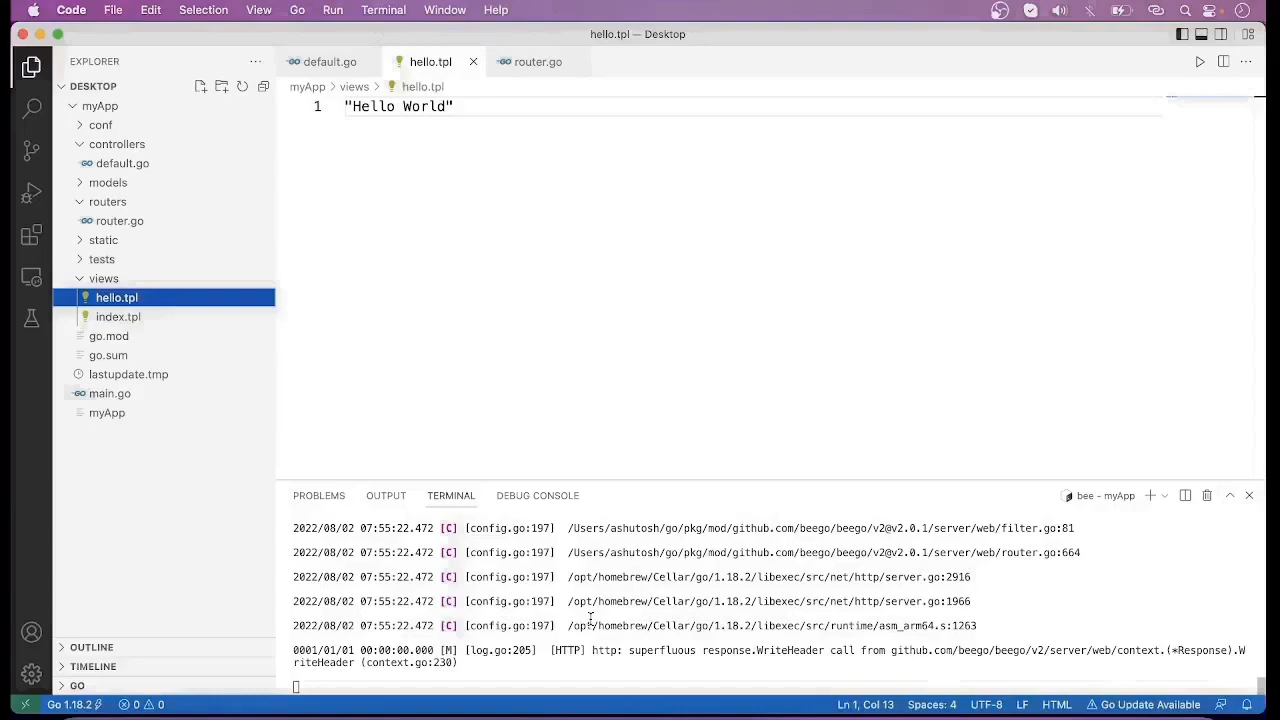 Code File Edit Selection View Go Run Terminal Window Help
hello.tpl — Desktop
EXPLORER
default.go hello.tpl router.go
DESKTOP
myApp > views > hello.tpl
myApp
1 "Hello World"
conf
controllers
default.go
models
routers
router.go
static
tests
views
hello.tpl
index.tpl
go.mod
go.sum
lastupdate.tmp
main.go
myApp
PROBLEMS OUTPUT TERMINAL DEBUG CONSOLE bee - myApp
2022/08/02 07:55:22.472 [C] [config.go:197] /Users/ashutosh/go/pkg/mod/github.com/beego/beego/v2@v2.0.1/server/web/filter.go:81
2022/08/02 07:55:22.472 [C] [config.go:197] /Users/ashutosh/go/pkg/mod/github.com/beego/beego/v2@v2.0.1/server/web/router.go:664
2022/08/02 07:55:22.472 [C] [config.go:197] /opt/homebrew/Cellar/go/1.18.2/libexec/src/net/http/server.go:2916
2022/08/02 07:55:22.472 [C] [config.go:197] /opt/homebrew/Cellar/go/1.18.2/libexec/src/net/http/server.go:1966
2022/08/02 07:55:22.472 [C] [config.go:197] /opt/homebrew/Cellar/go/1.18.2/libexec/src/runtime/asm_arm64.s:1263
0001/01/01 00:00:00.000 [M] [log.go:205] [HTTP] http: superfluous response.WriteHeader call from github.com/beego/beego/v2/server/web/context.(*Response).W
riteHeader (context.go:230)
OUTLINE
TIMELINE
GO
Go 1.18.2 0 0 Ln 1, Col 13 Spaces: 4 UTF-8 LF HTML Go Update Available